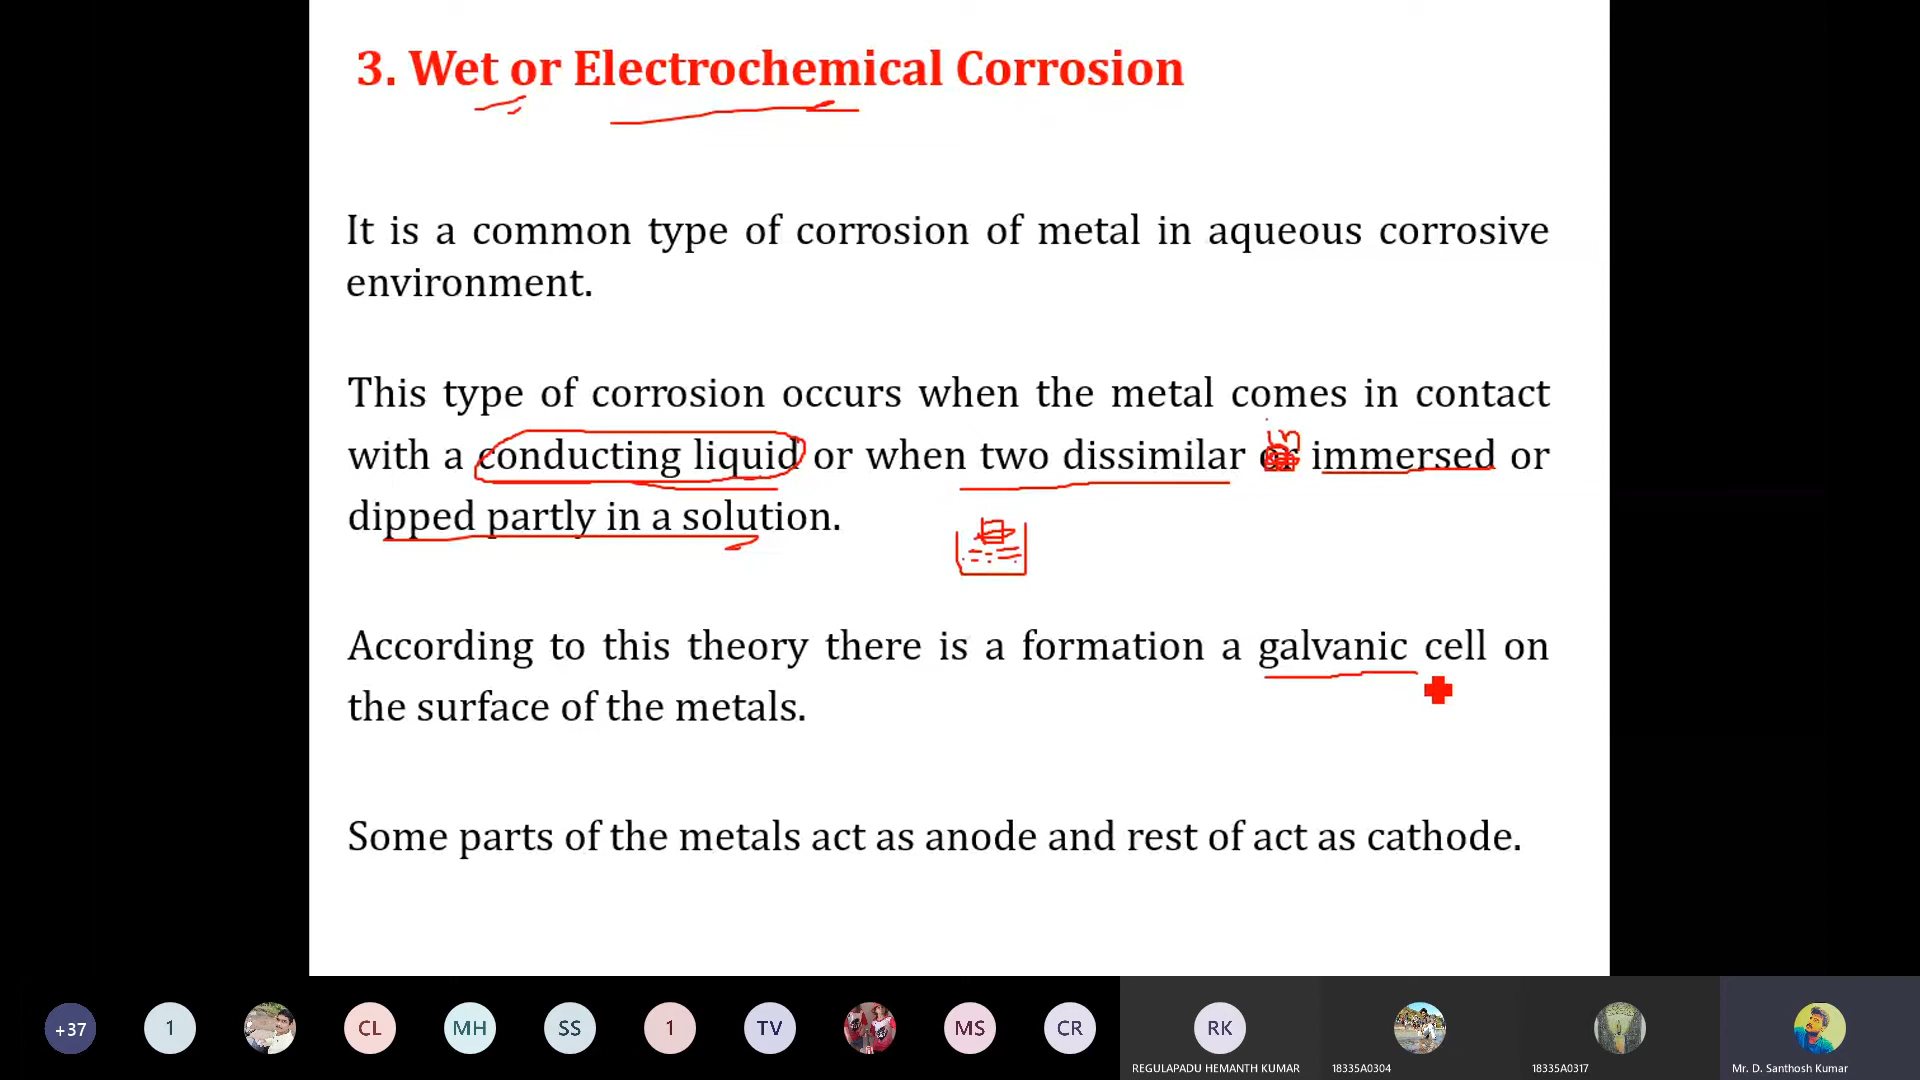 3. Wet or Electrochemical Corrosion
It is a common type of corrosion of metal in aqueous corrosive
environment.
This type of corrosion occurs when the metal comes in contact
in
with a conducting liquid or when two dissimilar or immersed or
dipped partly in a solution.
According to this theory there is a formation a galvanic cell on
the surface of the metals.
Some parts of the metals act as anode and rest of act as cathode.
+37 1 CL MH SS 1 TV MS CR RK
REGULAPADU HEMANTH KUMAR 18335A0304 18335A0317 Mr. D. Santhosh Kumar